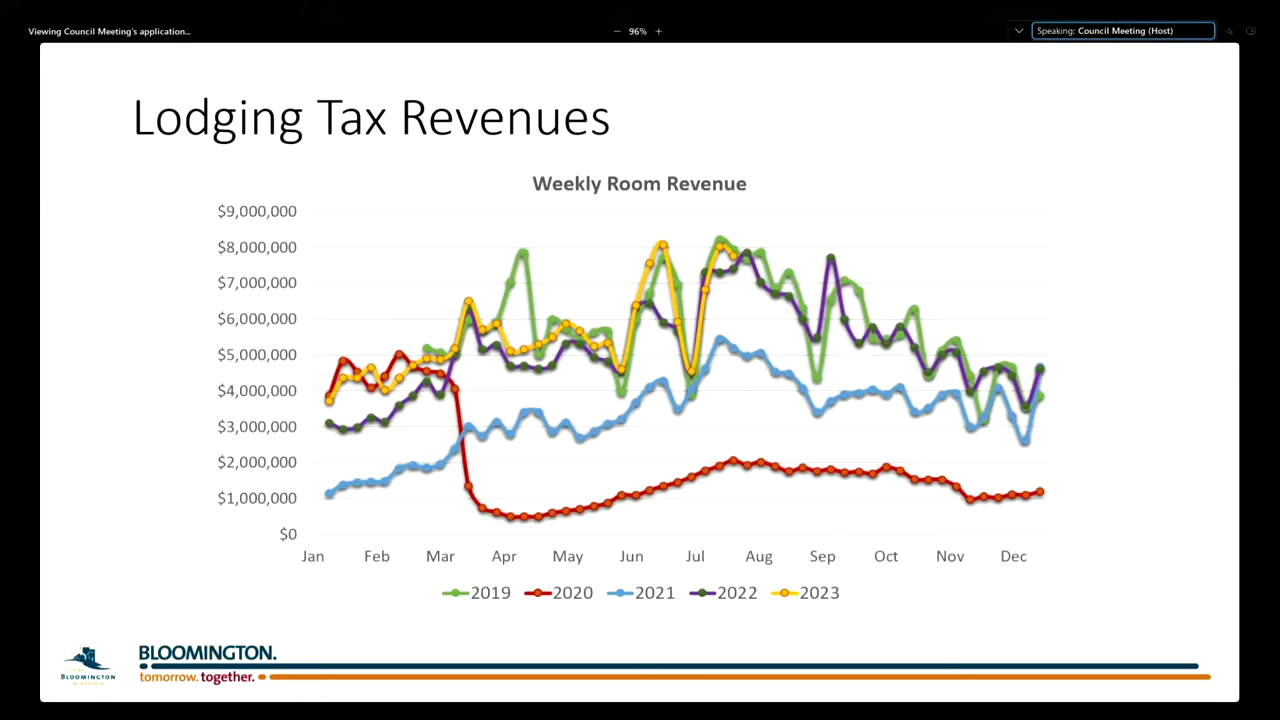 Viewing Council Meeting's application...
− 96% +
Speaking: Council Meeting (Host)
Lodging Tax Revenues
Weekly Room Revenue
$9,000,000
$8,000,000
$7,000,000
$6,000,000
$5,000,000
$4,000,000
$3,000,000
$2,000,000
$1,000,000
$0
Jan Feb Mar Apr May Jun Jul Aug Sep Oct Nov Dec
2019 2020 2021 2022 2023
BLOOMINGTON.
tomorrow. together.
BLOOMINGTON